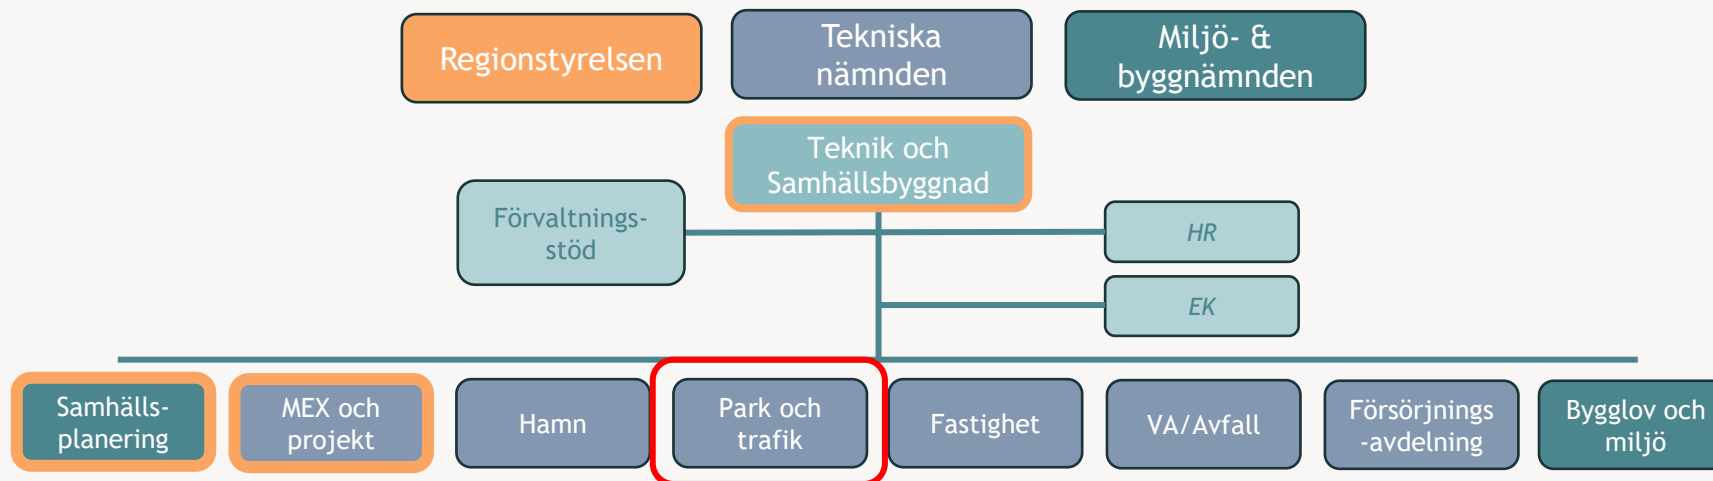 Regionstyrelsen
Tekniska
nämnden
Miljö- &
byggnämnden
Teknik och
Samhällsbyggnad
Förvaltnings-
stöd
HR
EK
Samhälls-
planering
MEX och
projekt
Hamn
Park och
trafik
Fastighet
VA/Avfall
Försörjnings
-avdelning
Bygglov och
miljö